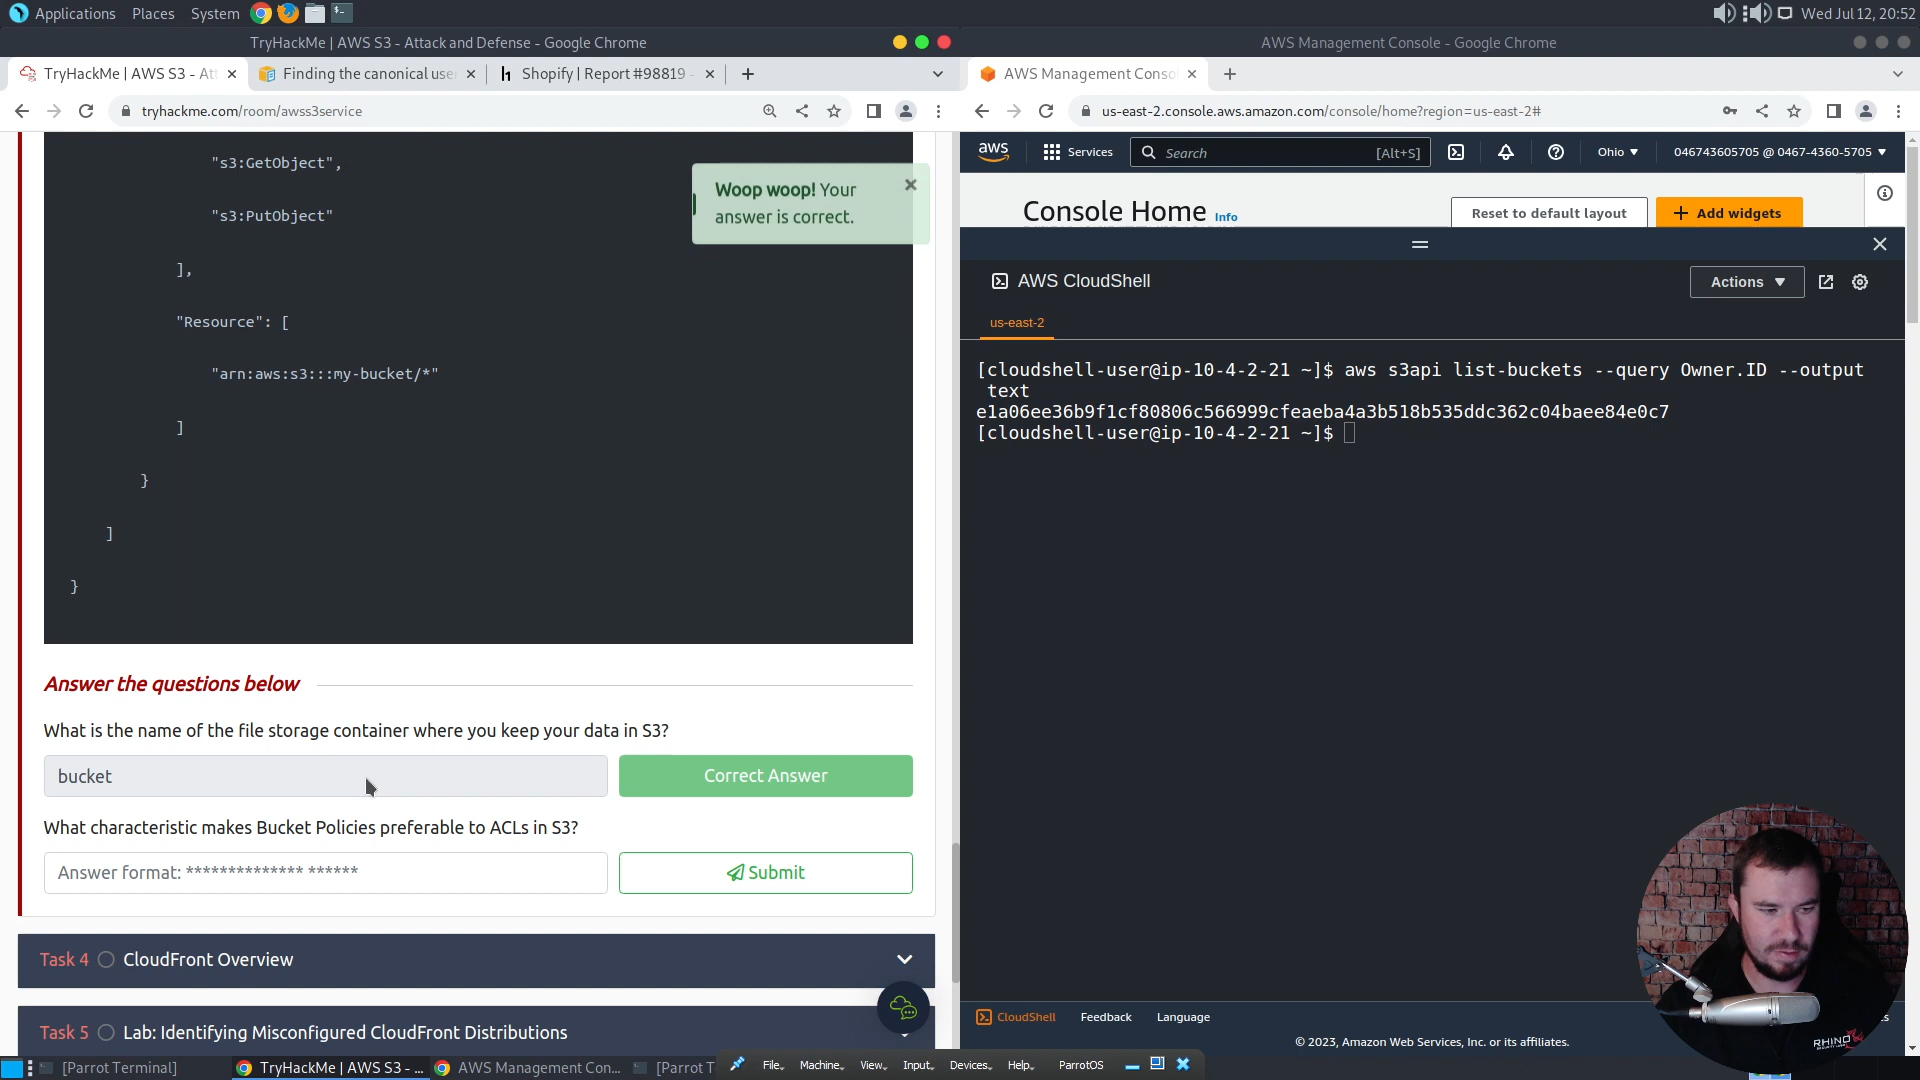 Applications Places System
Wed Jul 12, 20:52
TryHackMe | AWS S3 - Attack and Defense - Google Chrome
AWS Management Console - Google Chrome
TryHackMe | AWS S3 - Att
Finding the canonical use
Shopify | Report #98819 -
AWS Management Conso
tryhackme.com/room/awss3service
us-east-2.console.aws.amazon.com/console/home?region=us-east-2#
aws
Services
Search
[Alt+S]
Ohio
046743605705 @ 0467-4360-5705
"s3:GetObject",
"s3:PutObject"
],
"Resource": [
"arn:aws:s3:::my-bucket/*"
]
}
]
}
Woop woop! Your
answer is correct.
Console Home Info
Reset to default layout
Add widgets
AWS CloudShell
Actions
us-east-2
[cloudshell-user@ip-10-4-2-21 ~]$ aws s3api list-buckets --query Owner.ID --output
text
e1a06ee36b9f1cf80806c566999cfeaeba4a3b518b535ddc362c04baee84e0c7
[cloudshell-user@ip-10-4-2-21 ~]$
Answer the questions below
What is the name of the file storage container where you keep your data in S3?
bucket
Correct Answer
What characteristic makes Bucket Policies preferable to ACLs in S3?
Answer format: ************** ******
Submit
Task 4 CloudFront Overview
Task 5 Lab: Identifying Misconfigured CloudFront Distributions
CloudShell Feedback Language
© 2023, Amazon Web Services, Inc. or its affiliates.
RHINO
[Parrot Terminal]
TryHackMe | AWS S3 - ...
AWS Management Con...
[Parrot T
File Machine View Input Devices Help ParrotOS